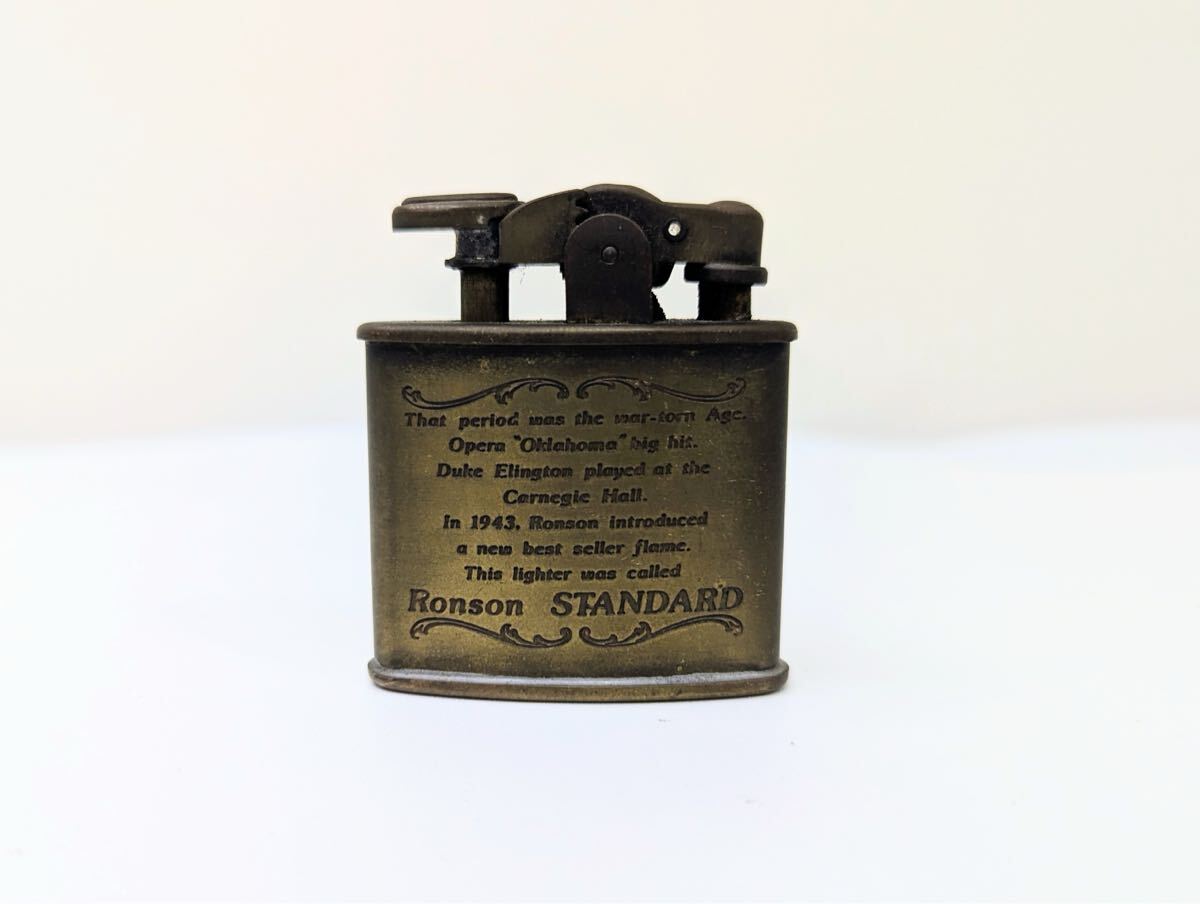 That period was the war-torn Age.
Opera "Oklahoma" big hit.
Duke Elington played at the
Carnegie Hall.
In 1943, Ronson introduced
a new best seller flame.
This lighter was called
Ronson STANDARD